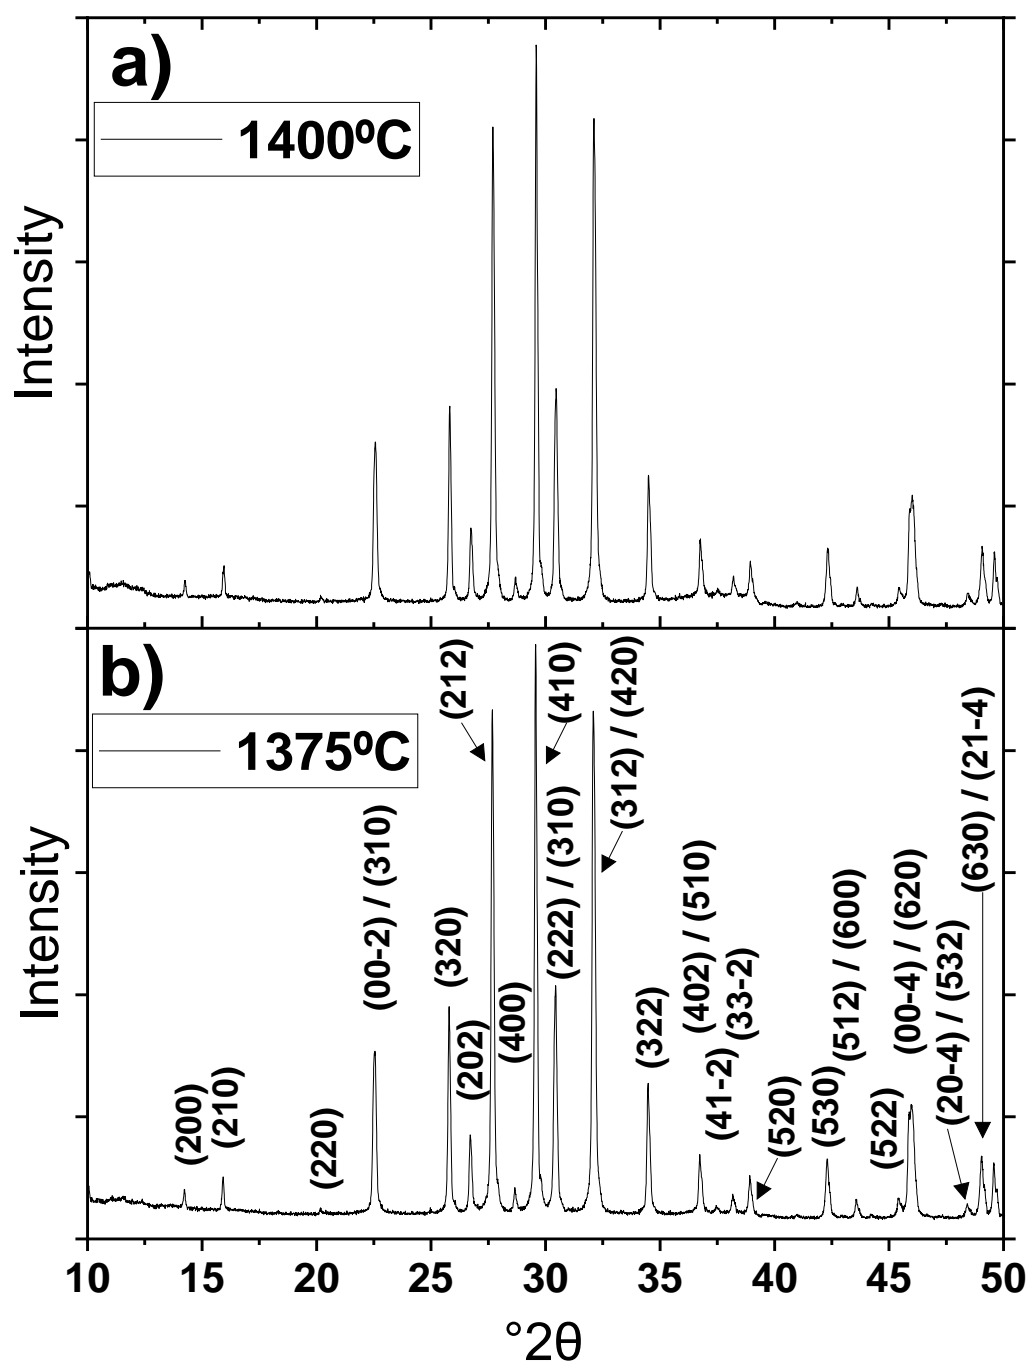 a)
1400ºC
Intensity
b)
1375ºC
Intensity
(200)
(210)
(220)
(00-2) / (310)
(320)
(202)
(212)
(400)
(410)
(222) / (310)
(312) / (420)
(322)
(402) / (510)
(41-2)
(33-2)
(520)
(530)
(512) / (600)
(522)
(00-4) / (620)
(20-4) / (532)
(630) / (21-4)
10 15 20 25 30 35 40 45 50
°2θ